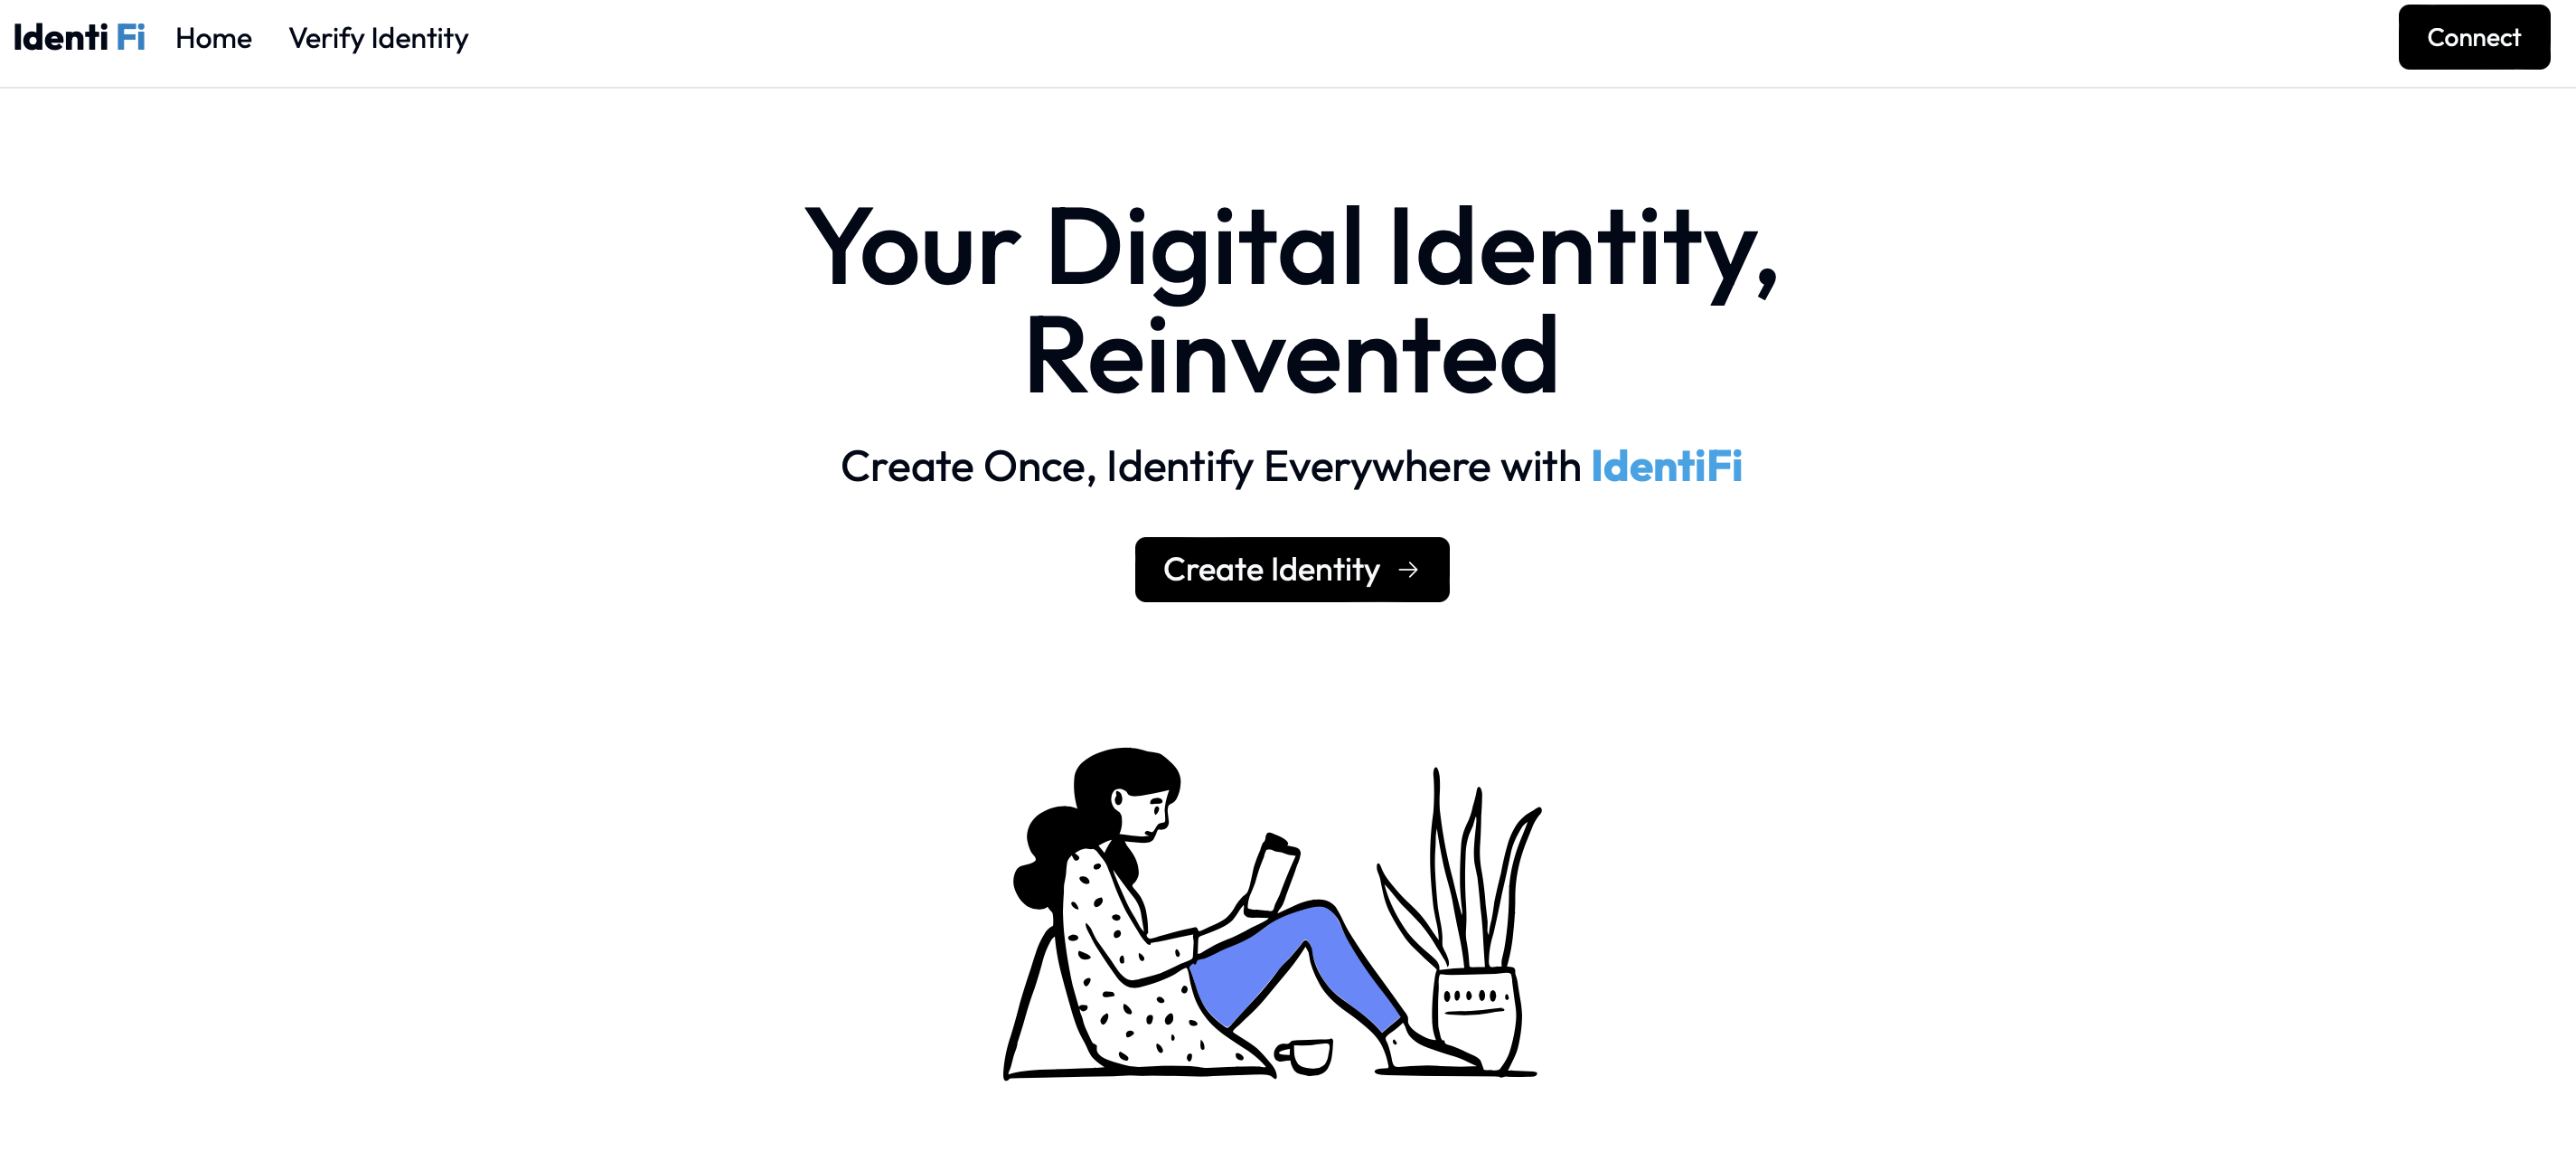 Identi Fi Home Verify Identity Connect
Your Digital Identity,
Reinvented
Create Once, Identify Everywhere with IdentiFi
Create Identity →